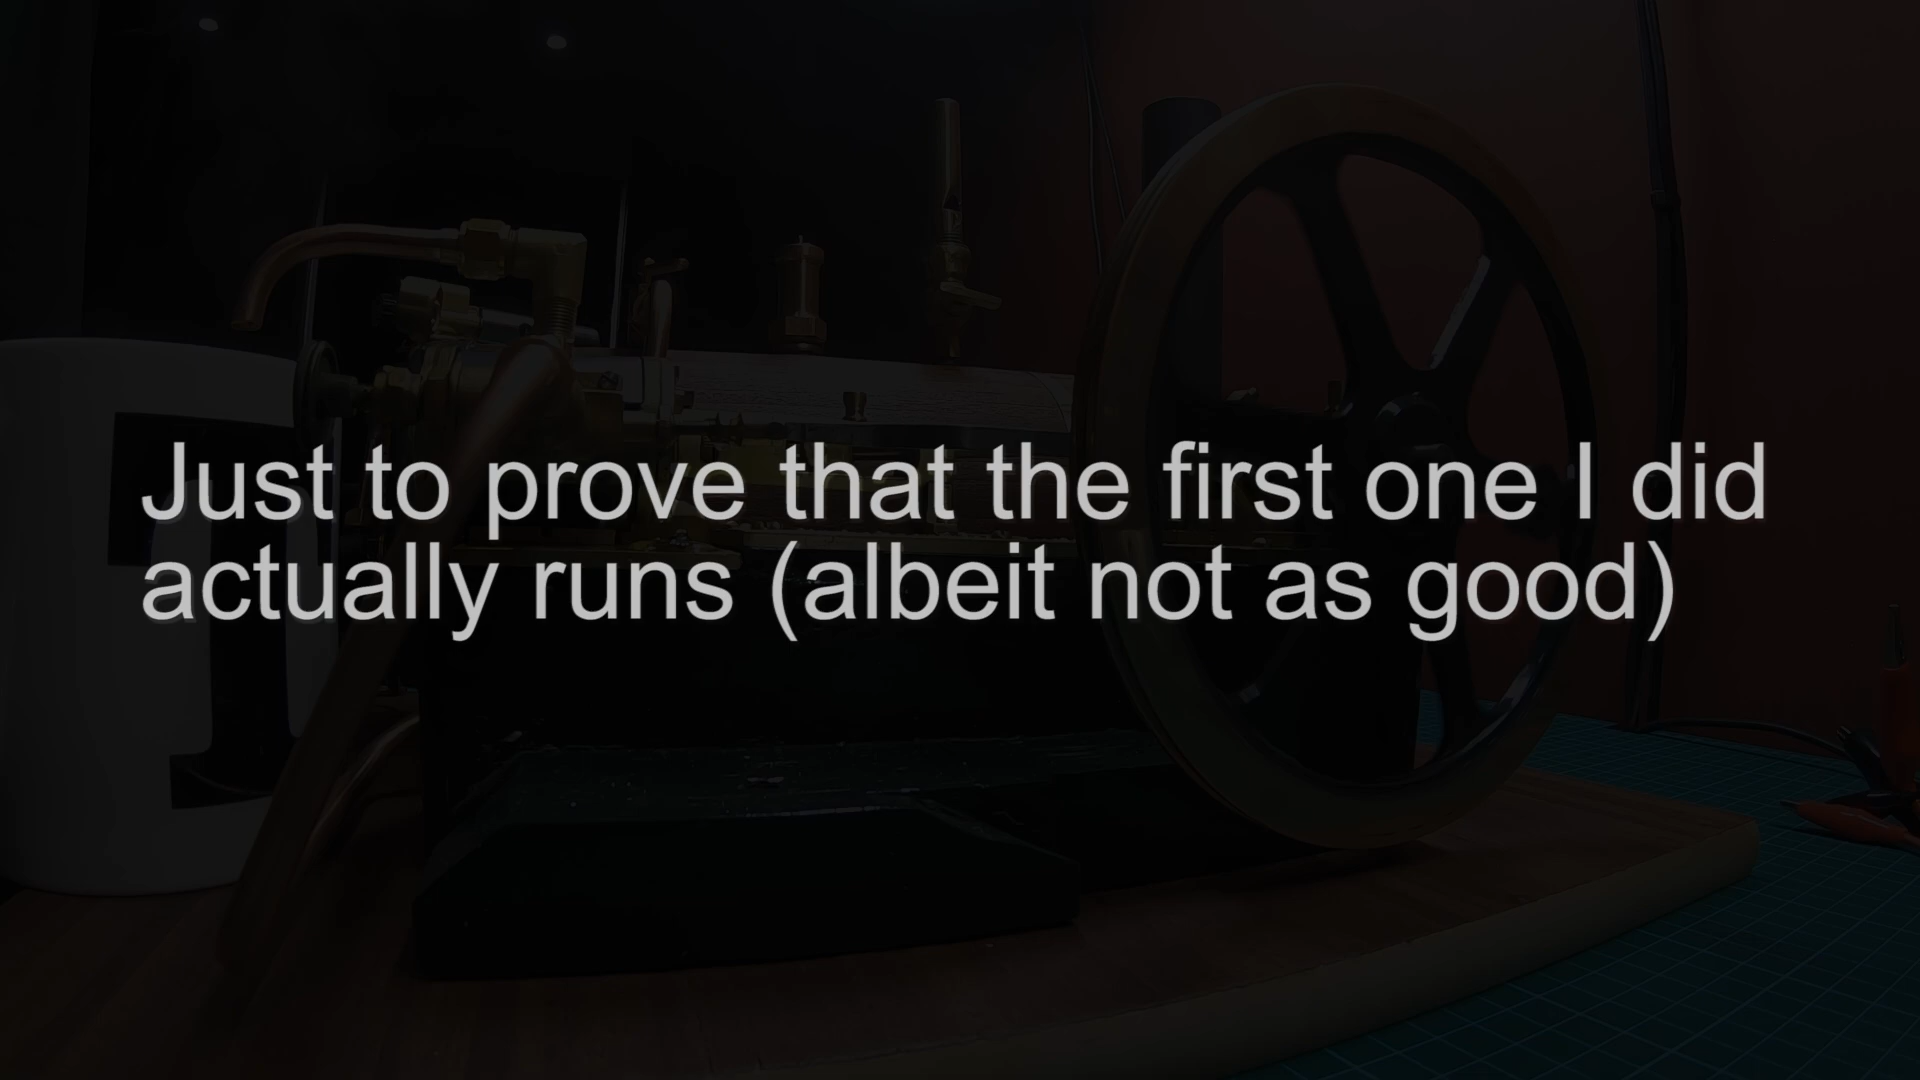 Just to prove that the first one I did
actually runs (albeit not as good)